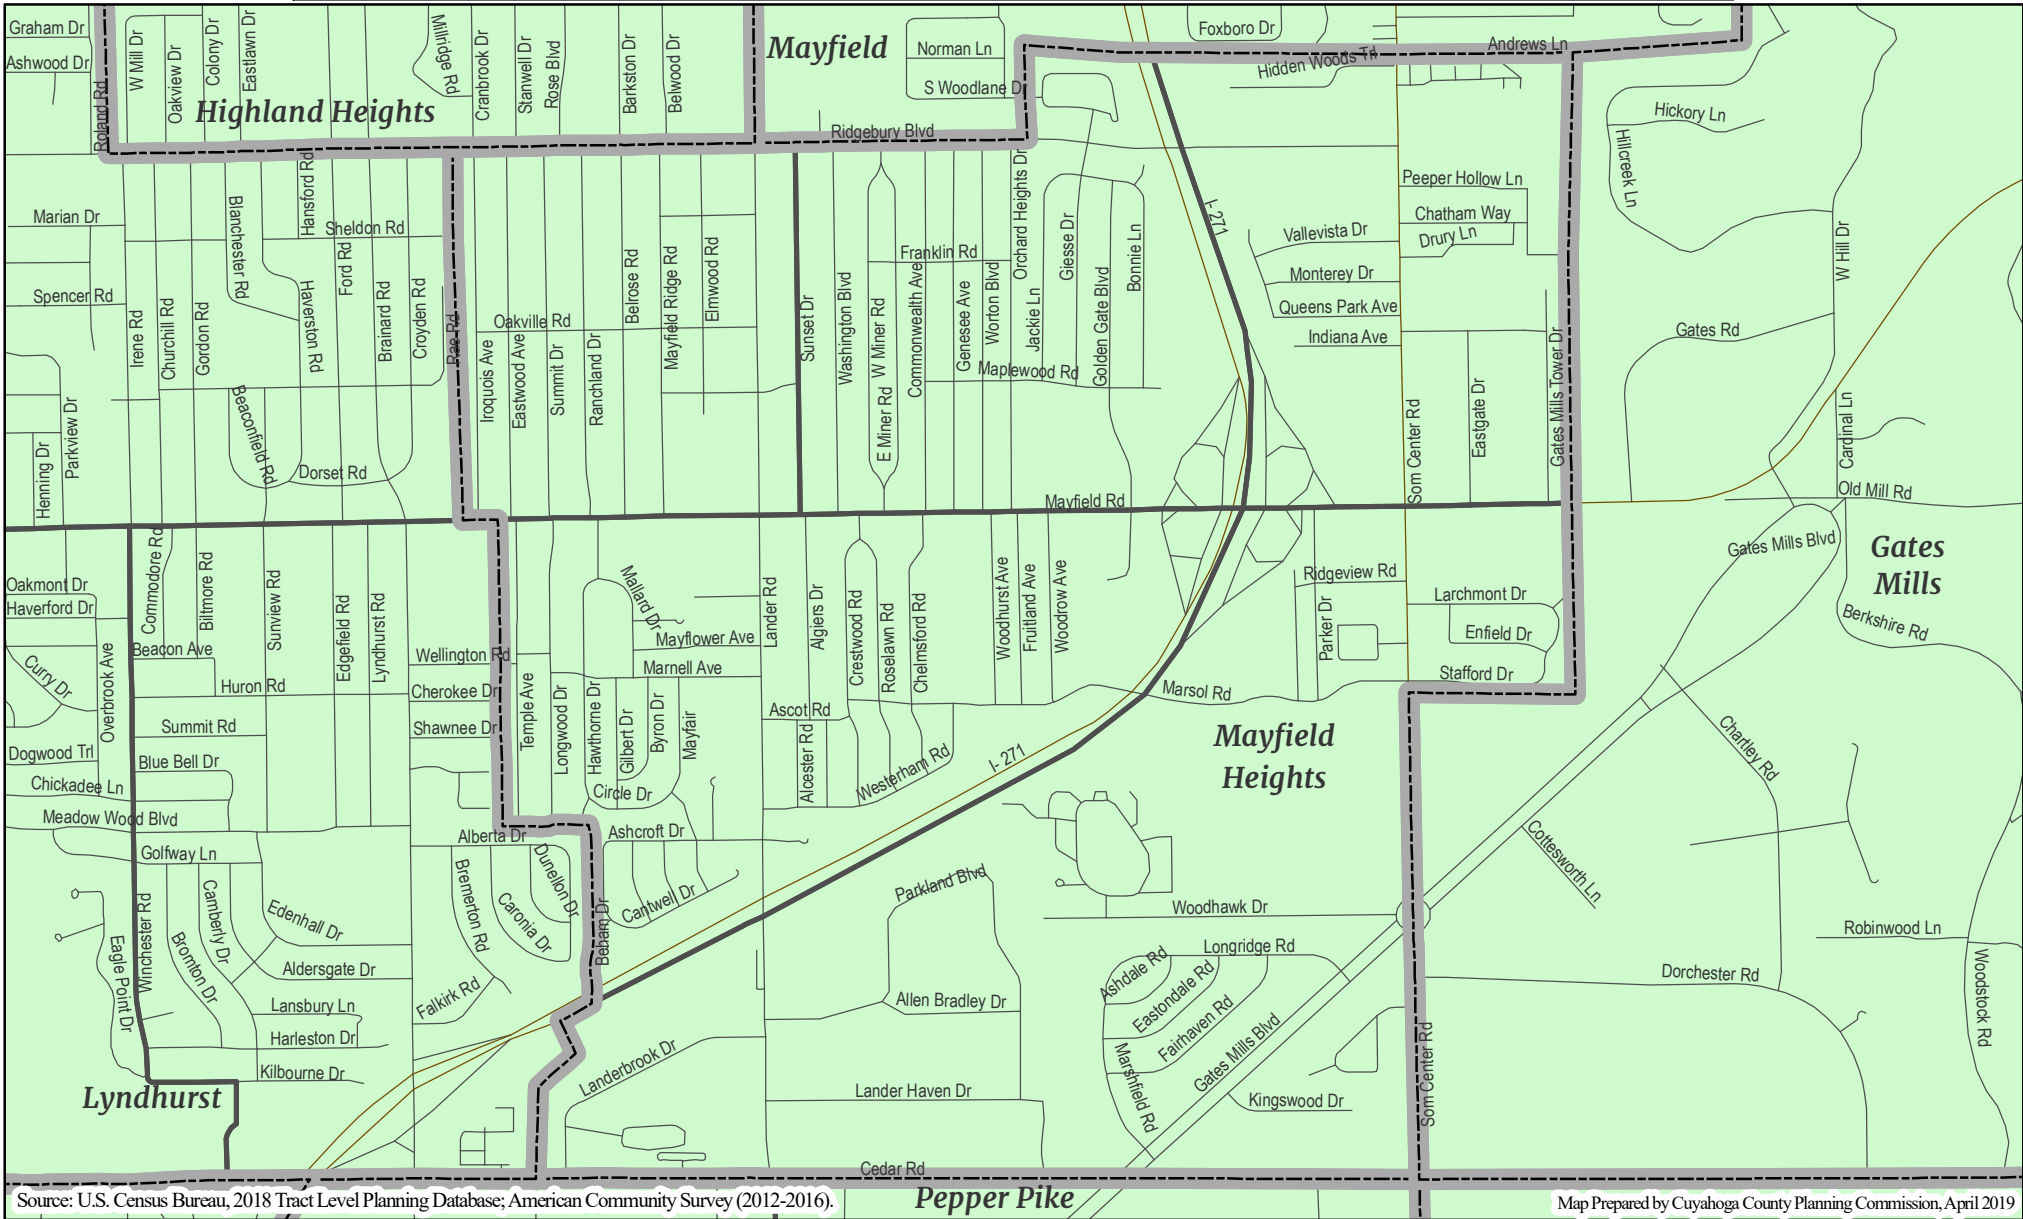 Graham Dr
Ashwood Dr
Roland Rd
W Mill Dr
Oakview Dr
Colony Dr
Eastlawn Dr
Highland Heights
Millridge Rd
Cranbrook Dr
Stanwell Dr
Rose Blvd
Barkston Dr
Belwood Dr
Mayfield
Norman Ln
S Woodlane Dr
Ridgebury Blvd
Foxboro Dr
Hidden Woods Trl
Andrews Ln
Hickory Ln
Hillcreek Ln
Marian Dr
Spencer Rd
Irene Rd
Churchill Rd
Gordon Rd
Blanchester Rd
Hansford Rd
Sheldon Rd
Ford Rd
Haverston Rd
Brainard Rd
Croyden Rd
Rae Rd
Oakville Rd
Iroquois Ave
Eastwood Ave
Summit Dr
Ranchland Dr
Belrose Rd
Mayfield Ridge Rd
Elmwood Rd
Sunset Dr
Washington Blvd
W Miner Rd
E Miner Rd
Commonwealth Ave
Franklin Rd
Genesee Ave
Worton Blvd
Orchard Heights Dr
Jackie Ln
Giesse Dr
Golden Gate Blvd
Bonnie Ln
Maplewood Rd
I- 271
Vallevista Dr
Monterey Dr
Queens Park Ave
Indiana Ave
Peeper Hollow Ln
Chatham Way
Drury Ln
Som Center Rd
Eastgate Dr
Gates Mills Tower Dr
W Hill Dr
Gates Rd
Cardinal Ln
Old Mill Rd
Henning Dr
Parkview Dr
Beaconfield Rd
Dorset Rd
Mayfield Rd
Oakmont Dr
Haverford Dr
Curry Dr
Overbrook Ave
Dogwood Trl
Chickadee Ln
Meadow Wood Blvd
Commodore Rd
Biltmore Rd
Beacon Ave
Huron Rd
Summit Rd
Blue Bell Dr
Sunview Rd
Edgefield Rd
Lyndhurst Rd
Wellington Rd
Cherokee Dr
Shawnee Dr
Temple Ave
Longwood Dr
Hawthorne Dr
Gilbert Dr
Byron Dr
Mayfair
Circle Dr
Mallard Dr
Mayflower Ave
Marnell Ave
Lander Rd
Algiers Dr
Crestwood Rd
Roselawn Rd
Chelmsford Rd
Ascot Rd
Alcester Rd
Westerham Rd
Woodhurst Ave
Fruitland Ave
Woodrow Ave
Marsol Rd
I- 271
Ridgeview Rd
Parker Dr
Larchmont Dr
Enfield Dr
Stafford Dr
Mayfield
Heights
Gates Mills Blvd
Gates
Mills
Berkshire Rd
Chartley Rd
Cottesworth Ln
Golfway Ln
Alberta Dr
Ashcroft Dr
Cantwell Dr
Beham Dr
Dunellon Dr
Caronia Dr
Bremerton Rd
Falkirk Rd
Winchester Rd
Eagle Point Dr
Bromton Dr
Camberly Dr
Edenhall Dr
Aldersgate Dr
Lansbury Ln
Harleston Dr
Kilbourne Dr
Lyndhurst
Parkland Blvd
Allen Bradley Dr
Landerbrook Dr
Lander Haven Dr
Woodhawk Dr
Longridge Rd
Ashdale Rd
Eastondale Rd
Fairhaven Rd
Marshfield Rd
Gates Mills Blvd
Kingswood Dr
Som Center Rd
Robinwood Ln
Dorchester Rd
Woodstock Rd
Cedar Rd
Pepper Pike
Source: U.S. Census Bureau, 2018 Tract Level Planning Database; American Community Survey (2012-2016).
Map Prepared by Cuyahoga County Planning Commission, April 2019